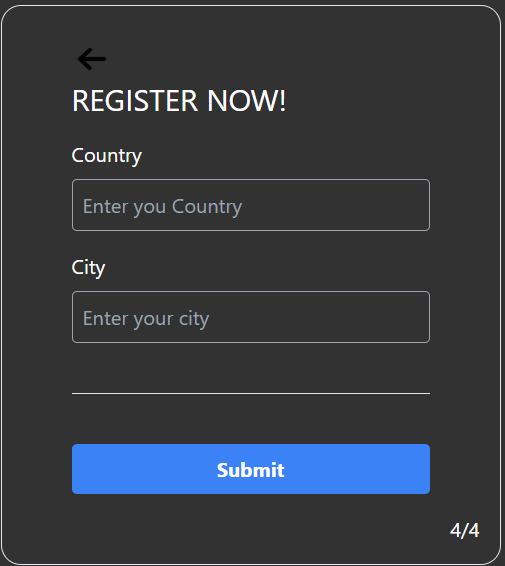 REGISTER NOW!
Country
Enter you Country
City
Enter your city
Submit
4/4